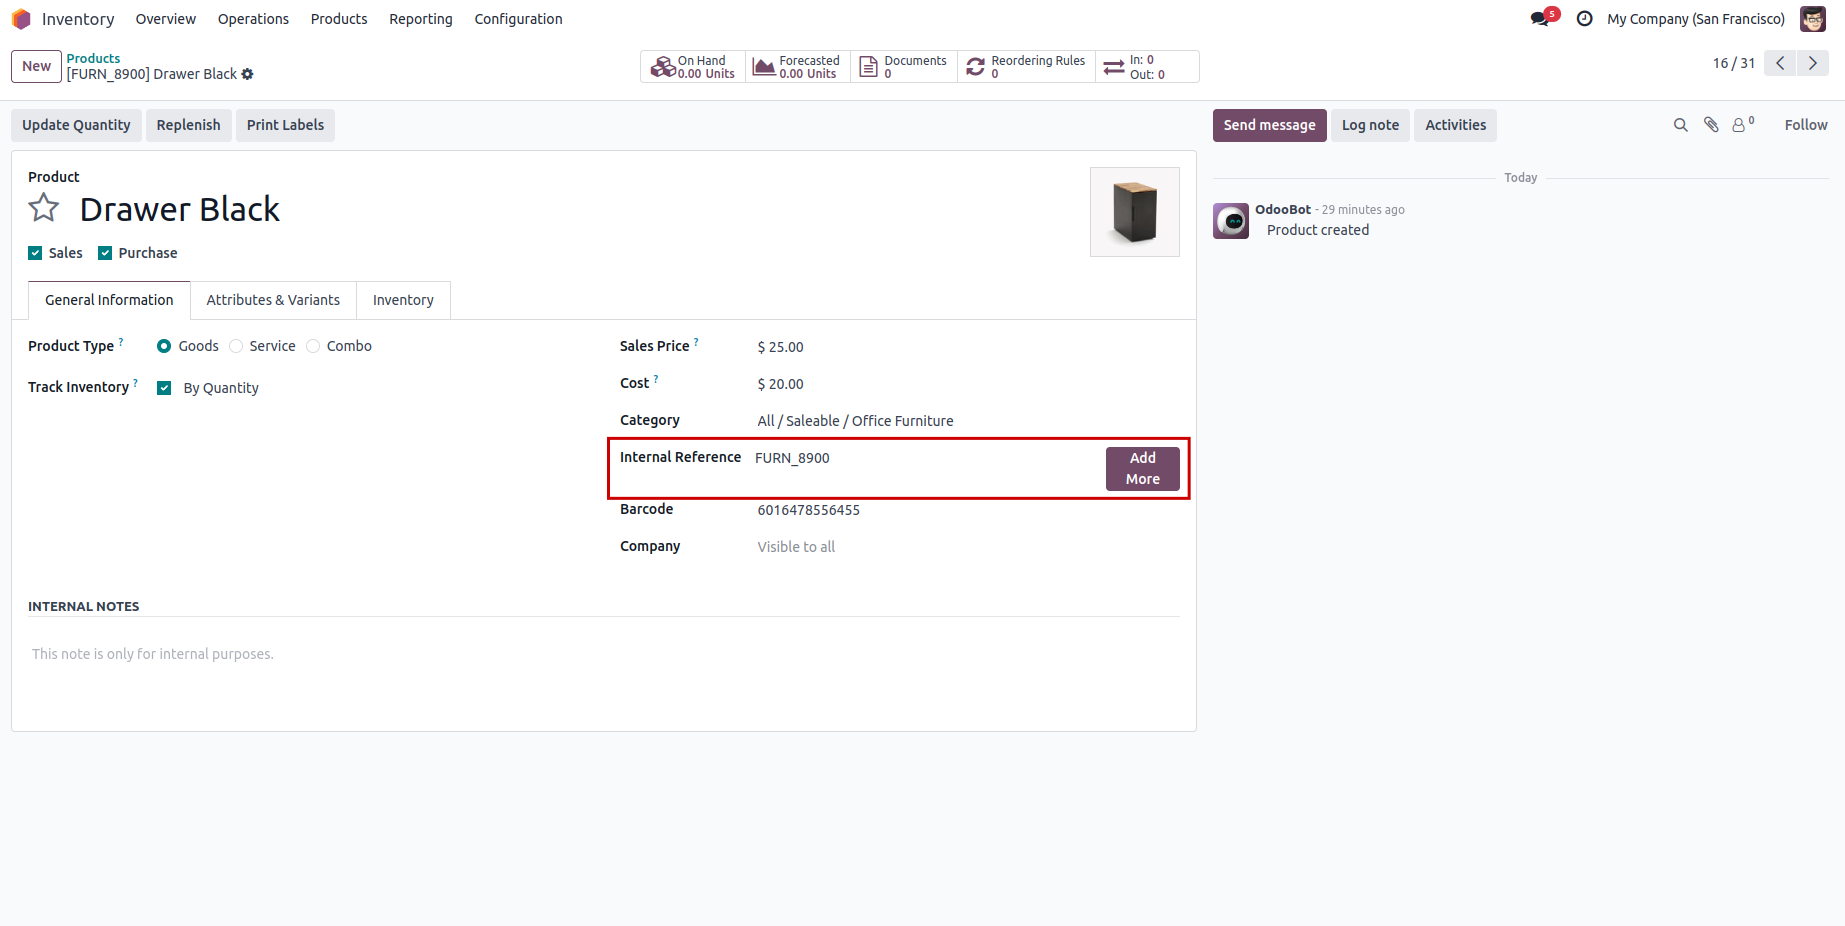 Inventory Overview Operations Products Reporting Configuration 5 My Company (San Francisco)
New Products
[FURN_8900] Drawer Black
On Hand
0.00 Units
Forecasted
0.00 Units
Documents
0
Reordering Rules
0
In: 0
Out: 0
16 / 31
Update Quantity Replenish Print Labels
Send message Log note Activities 0 Follow
Product
Drawer Black
Sales Purchase
General Information Attributes & Variants Inventory
Product Type ? Goods Service Combo
Track Inventory ? By Quantity
Sales Price ? $ 25.00
Cost ? $ 20.00
Category All / Saleable / Office Furniture
Internal Reference FURN_8900
Add
More
Barcode 6016478556455
Company Visible to all
INTERNAL NOTES
This note is only for internal purposes.
Today
OdooBot - 29 minutes ago
Product created